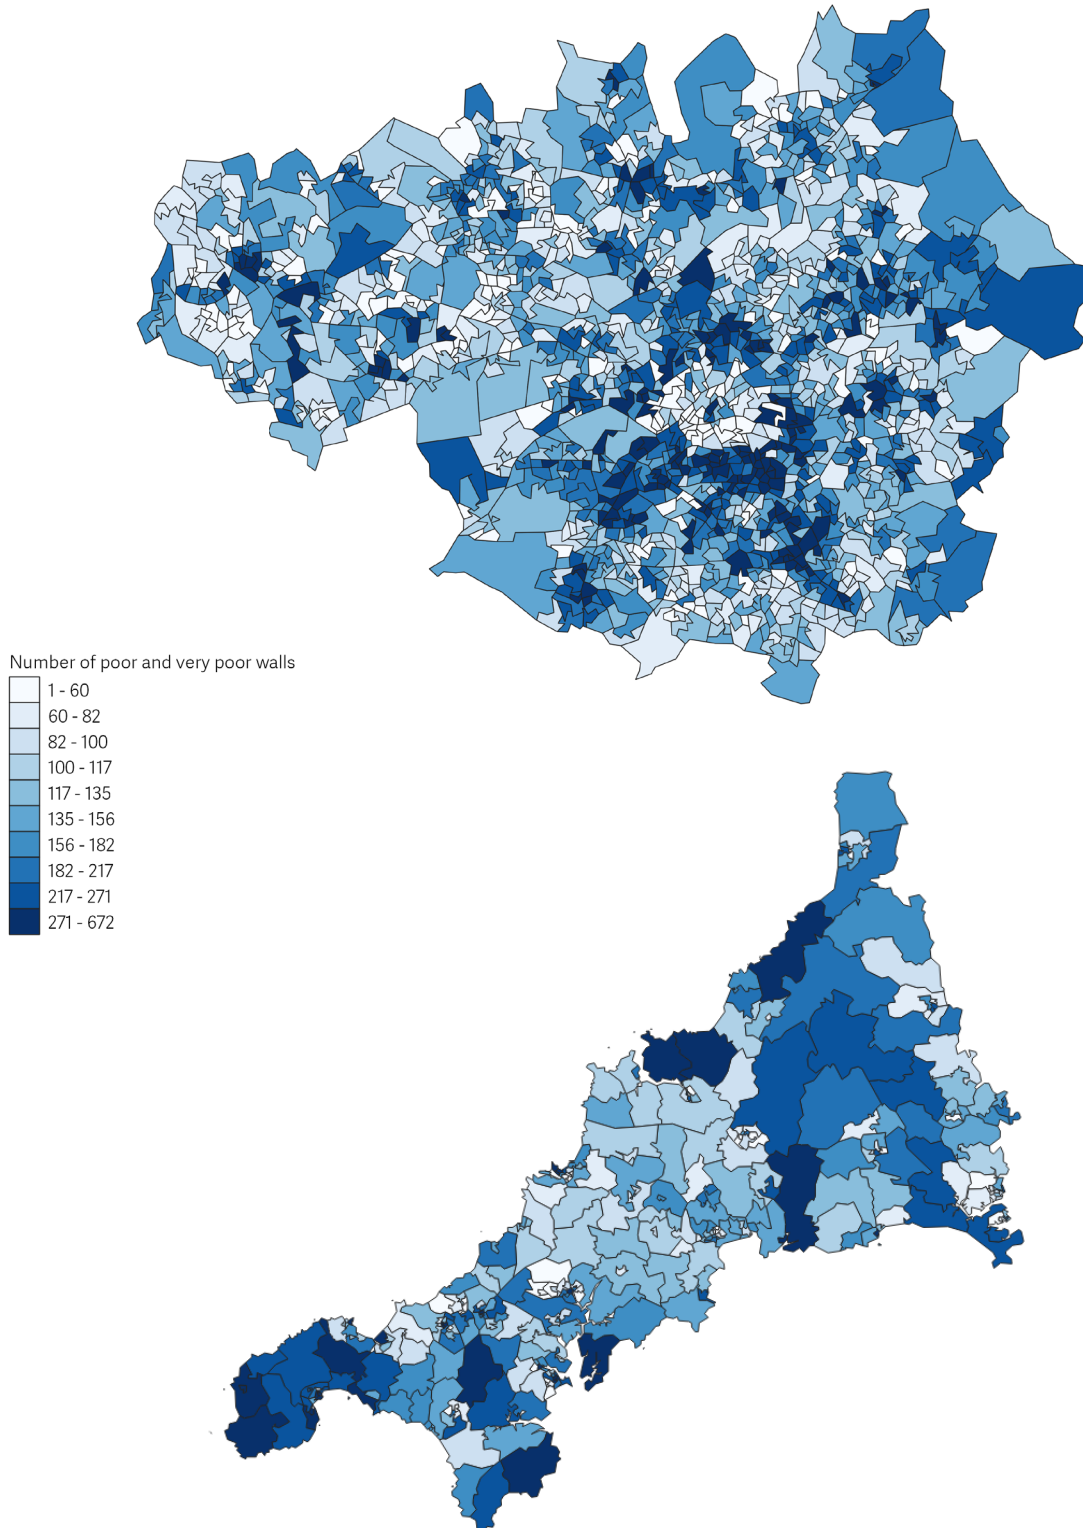 Number of poor and very poor walls
1 - 60
60 - 82
82 - 100
100 - 117
117 - 135
135 - 156
156 - 182
182 - 217
217 - 271
271 - 672